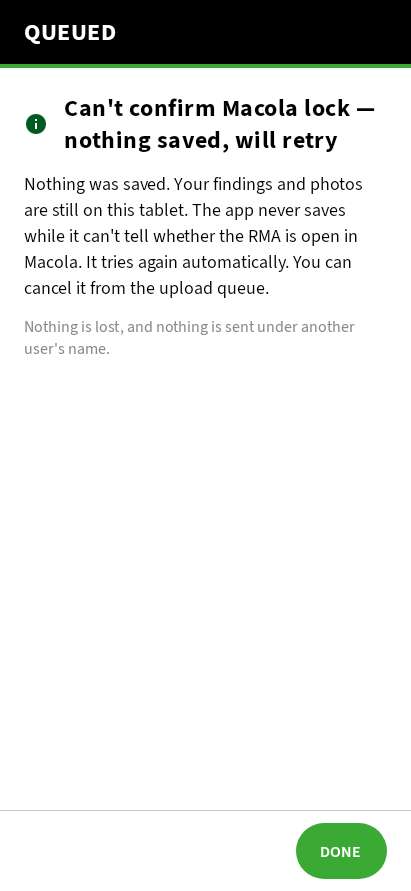 QUEUED
Can't confirm Macola lock —
nothing saved, will retry
Nothing was saved. Your findings and photos
are still on this tablet. The app never saves
while it can't tell whether the RMA is open in
Macola. It tries again automatically. You can
cancel it from the upload queue.
Nothing is lost, and nothing is sent under another
user's name.
DONE